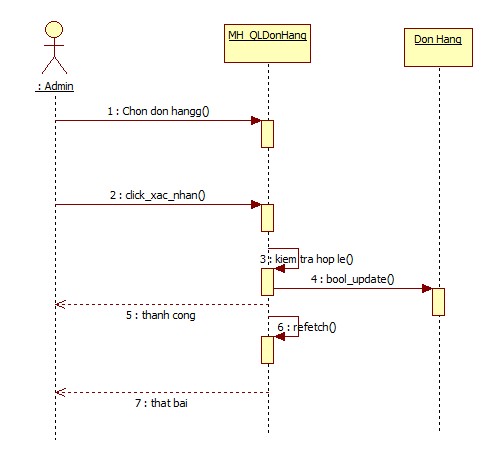 MH_QLDonHang
Don Hang
: Admin
1 : Chon don hangg()
2 : click_xac_nhan()
3 : kiem tra hop le()
4 : bool_update()
5 : thanh cong
6 : refetch()
7 : that bai